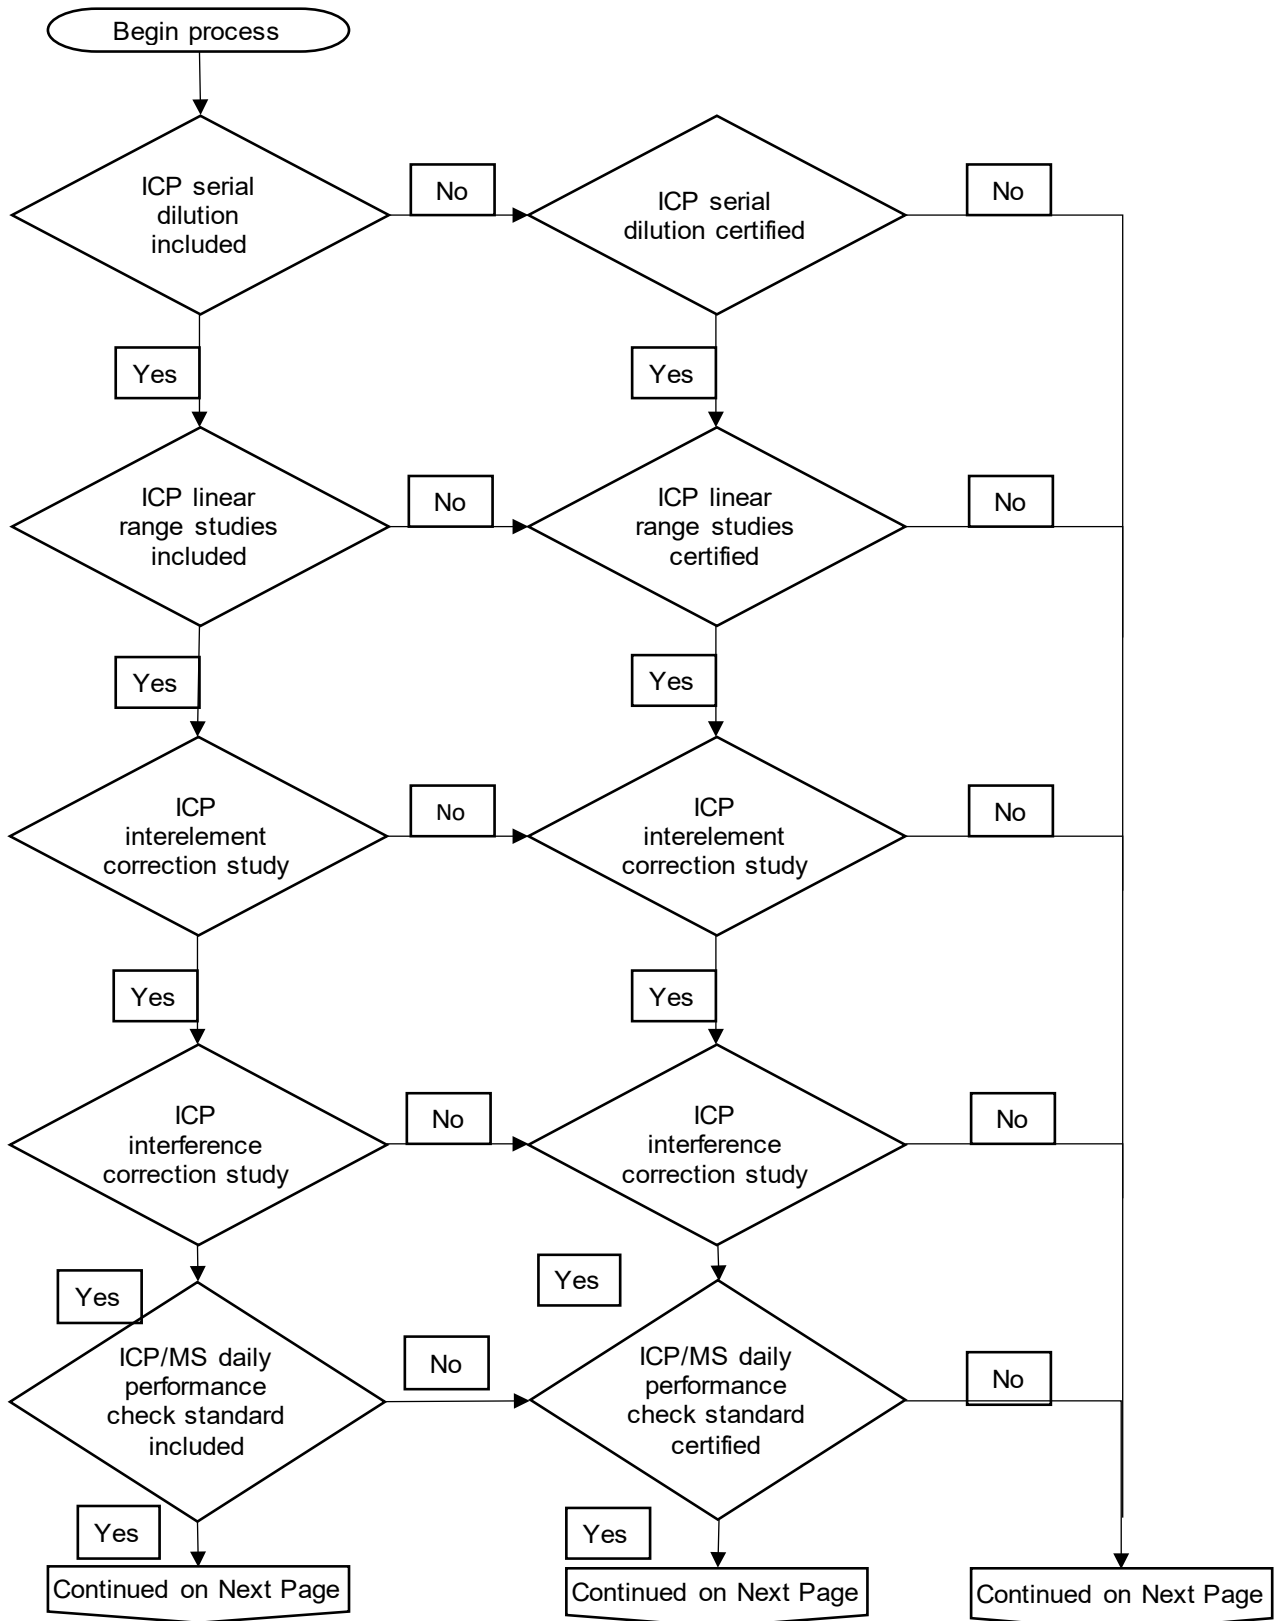 Begin process
ICP serial
dilution
included
No
ICP serial
dilution certified
No
Yes
Yes
ICP linear
range studies
included
No
ICP linear
range studies
certified
No
Yes
Yes
ICP
interelement
correction study
No
ICP
interelement
correction study
No
Yes
Yes
ICP
interference
correction study
No
ICP
interference
correction study
No
Yes
Yes
ICP/MS daily
performance
check standard
included
No
ICP/MS daily
performance
check standard
certified
No
Yes
Yes
Continued on Next Page
Continued on Next Page
Continued on Next Page